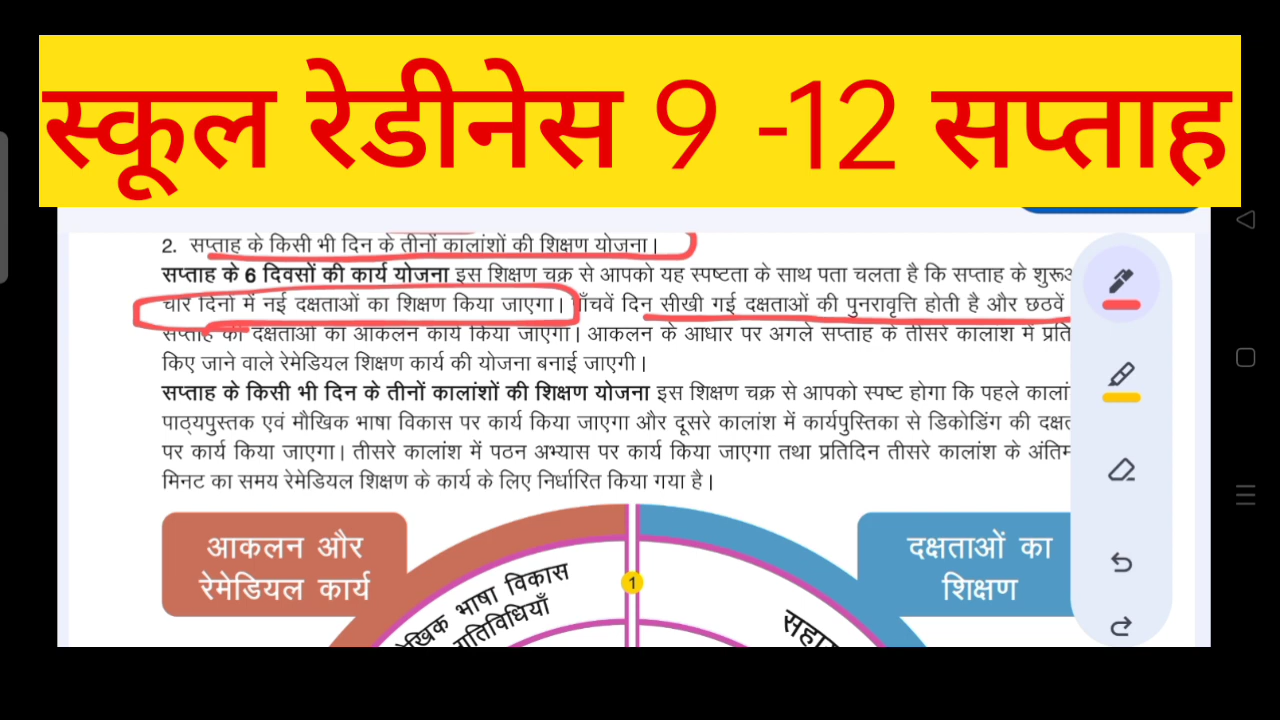 स्कूल रेडीनेस 9 -12 सप्ताह
2. सप्ताह के किसी भी दिन के तीनों कालांशों की शिक्षण योजना।
सप्ताह के 6 दिवसों की कार्य योजना इस शिक्षण चक्र से आपको यह स्पष्टता के साथ पता चलता है कि सप्ताह के
चार दिनों में नई दक्षताओं का शिक्षण किया जाएगा। दिन सीखी गई दक्षताओं की पुनरावृत्ति होती है और छठवें
सप्ताह की दक्षताओं का आकलन कार्य किया जाएगा। आकलन के आधार पर अगले सप्ताह के तीसरे कालांश में
किए जाने वाले रेमेडियल शिक्षण कार्य की योजना बनाई जाएगी।
सप्ताह के किसी भी दिन के तीनों कालांशों की शिक्षण योजना इस शिक्षण चक्र से आपको स्पष्ट होगा कि पहले
पाठ्यपुस्तक एवं मौखिक भाषा विकास पर कार्य किया जाएगा और दूसरे कालांश में कार्यपुस्तिका से डिकोडिंग की
पर कार्य किया जाएगा। तीसरे कालांश में पठन अभ्यास पर कार्य किया जाएगा तथा प्रतिदिन तीसरे कालांश के
मिनट का समय रेमेडियल शिक्षण के कार्य के लिए निर्धारित किया गया है।
आकलन और
रेमेडियल कार्य
भाषा विकास
गतिविधियाँ
1
दक्षताओं का
शिक्षण